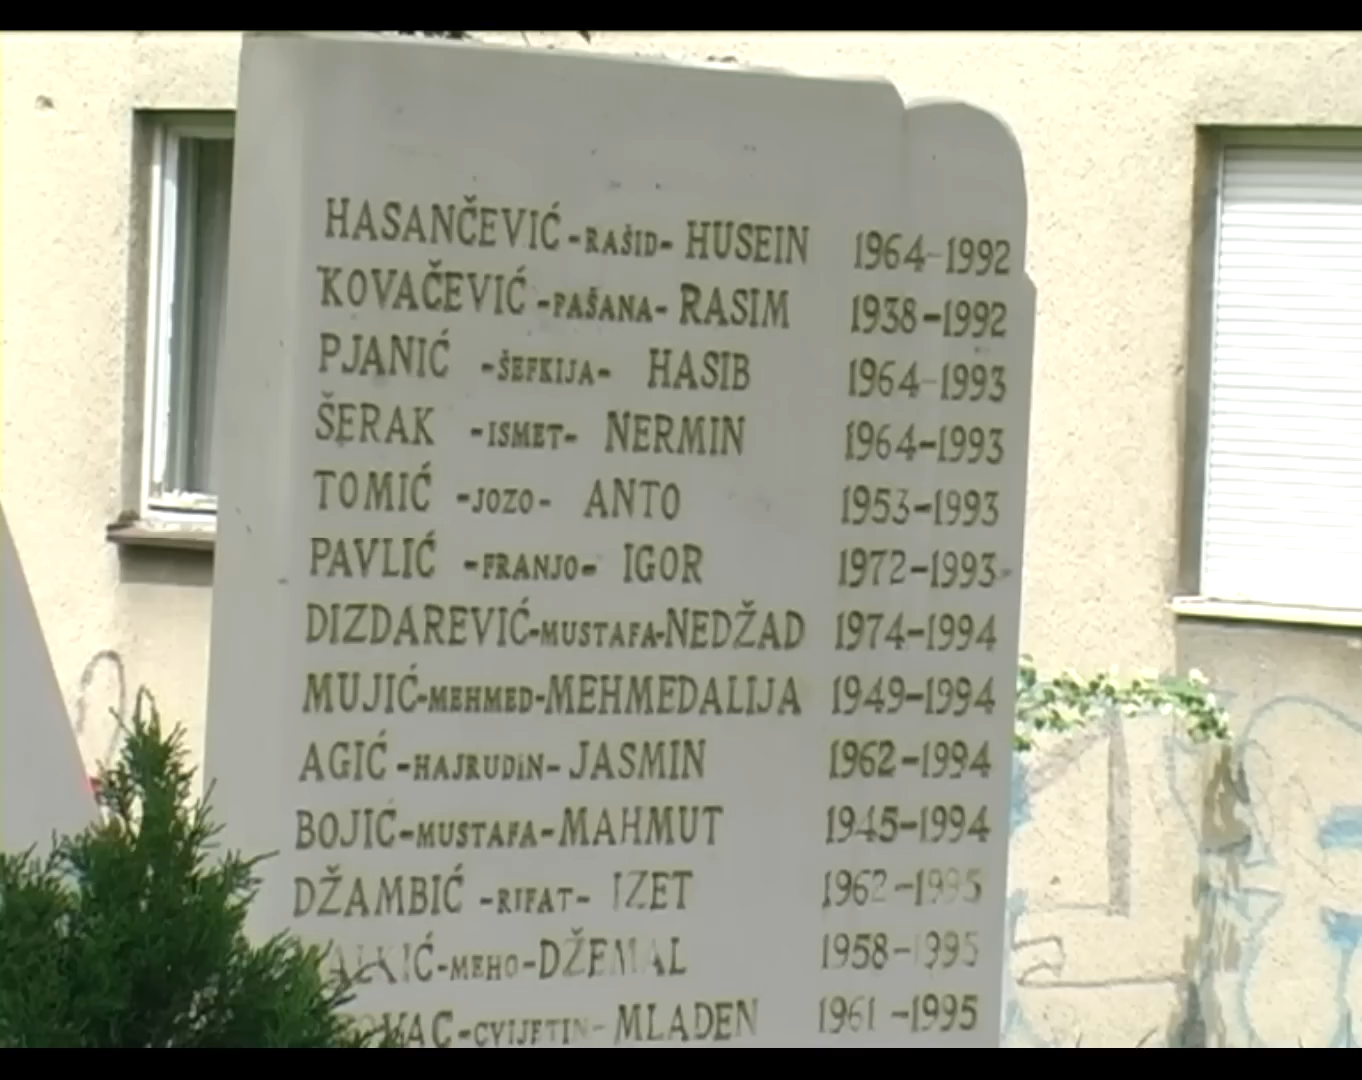 HASANČEVIĆ -RAŠID- HUSEIN 1964-1992
KOVAČEVIĆ -PAŠANA- RASIM 1938-1992
PJANIĆ -ŠEFKIJA- HASIB 1964-1993
ŠERAK -ISMET- NERMIN 1964-1993
TOMIĆ -JOZO- ANTO 1953-1993
PAVLIĆ -FRANJO- IGOR 1972-1993
DIZDAREVIĆ-MUSTAFA-NEDŽAD 1974-1994
MUJIĆ-MEHMED-MEHMEDALIJA 1949-1994
AGIĆ -HAJRUDIN- JASMIN 1962-1994
BOJIĆ-MUSTAFA-MAHMUT 1945-1994
DŽAMBIĆ -RIFAT- IZET 1962-1995
-MEHO-DŽEMAL 1958-1995
-CVIJETIN- MLADEN 1961-1995